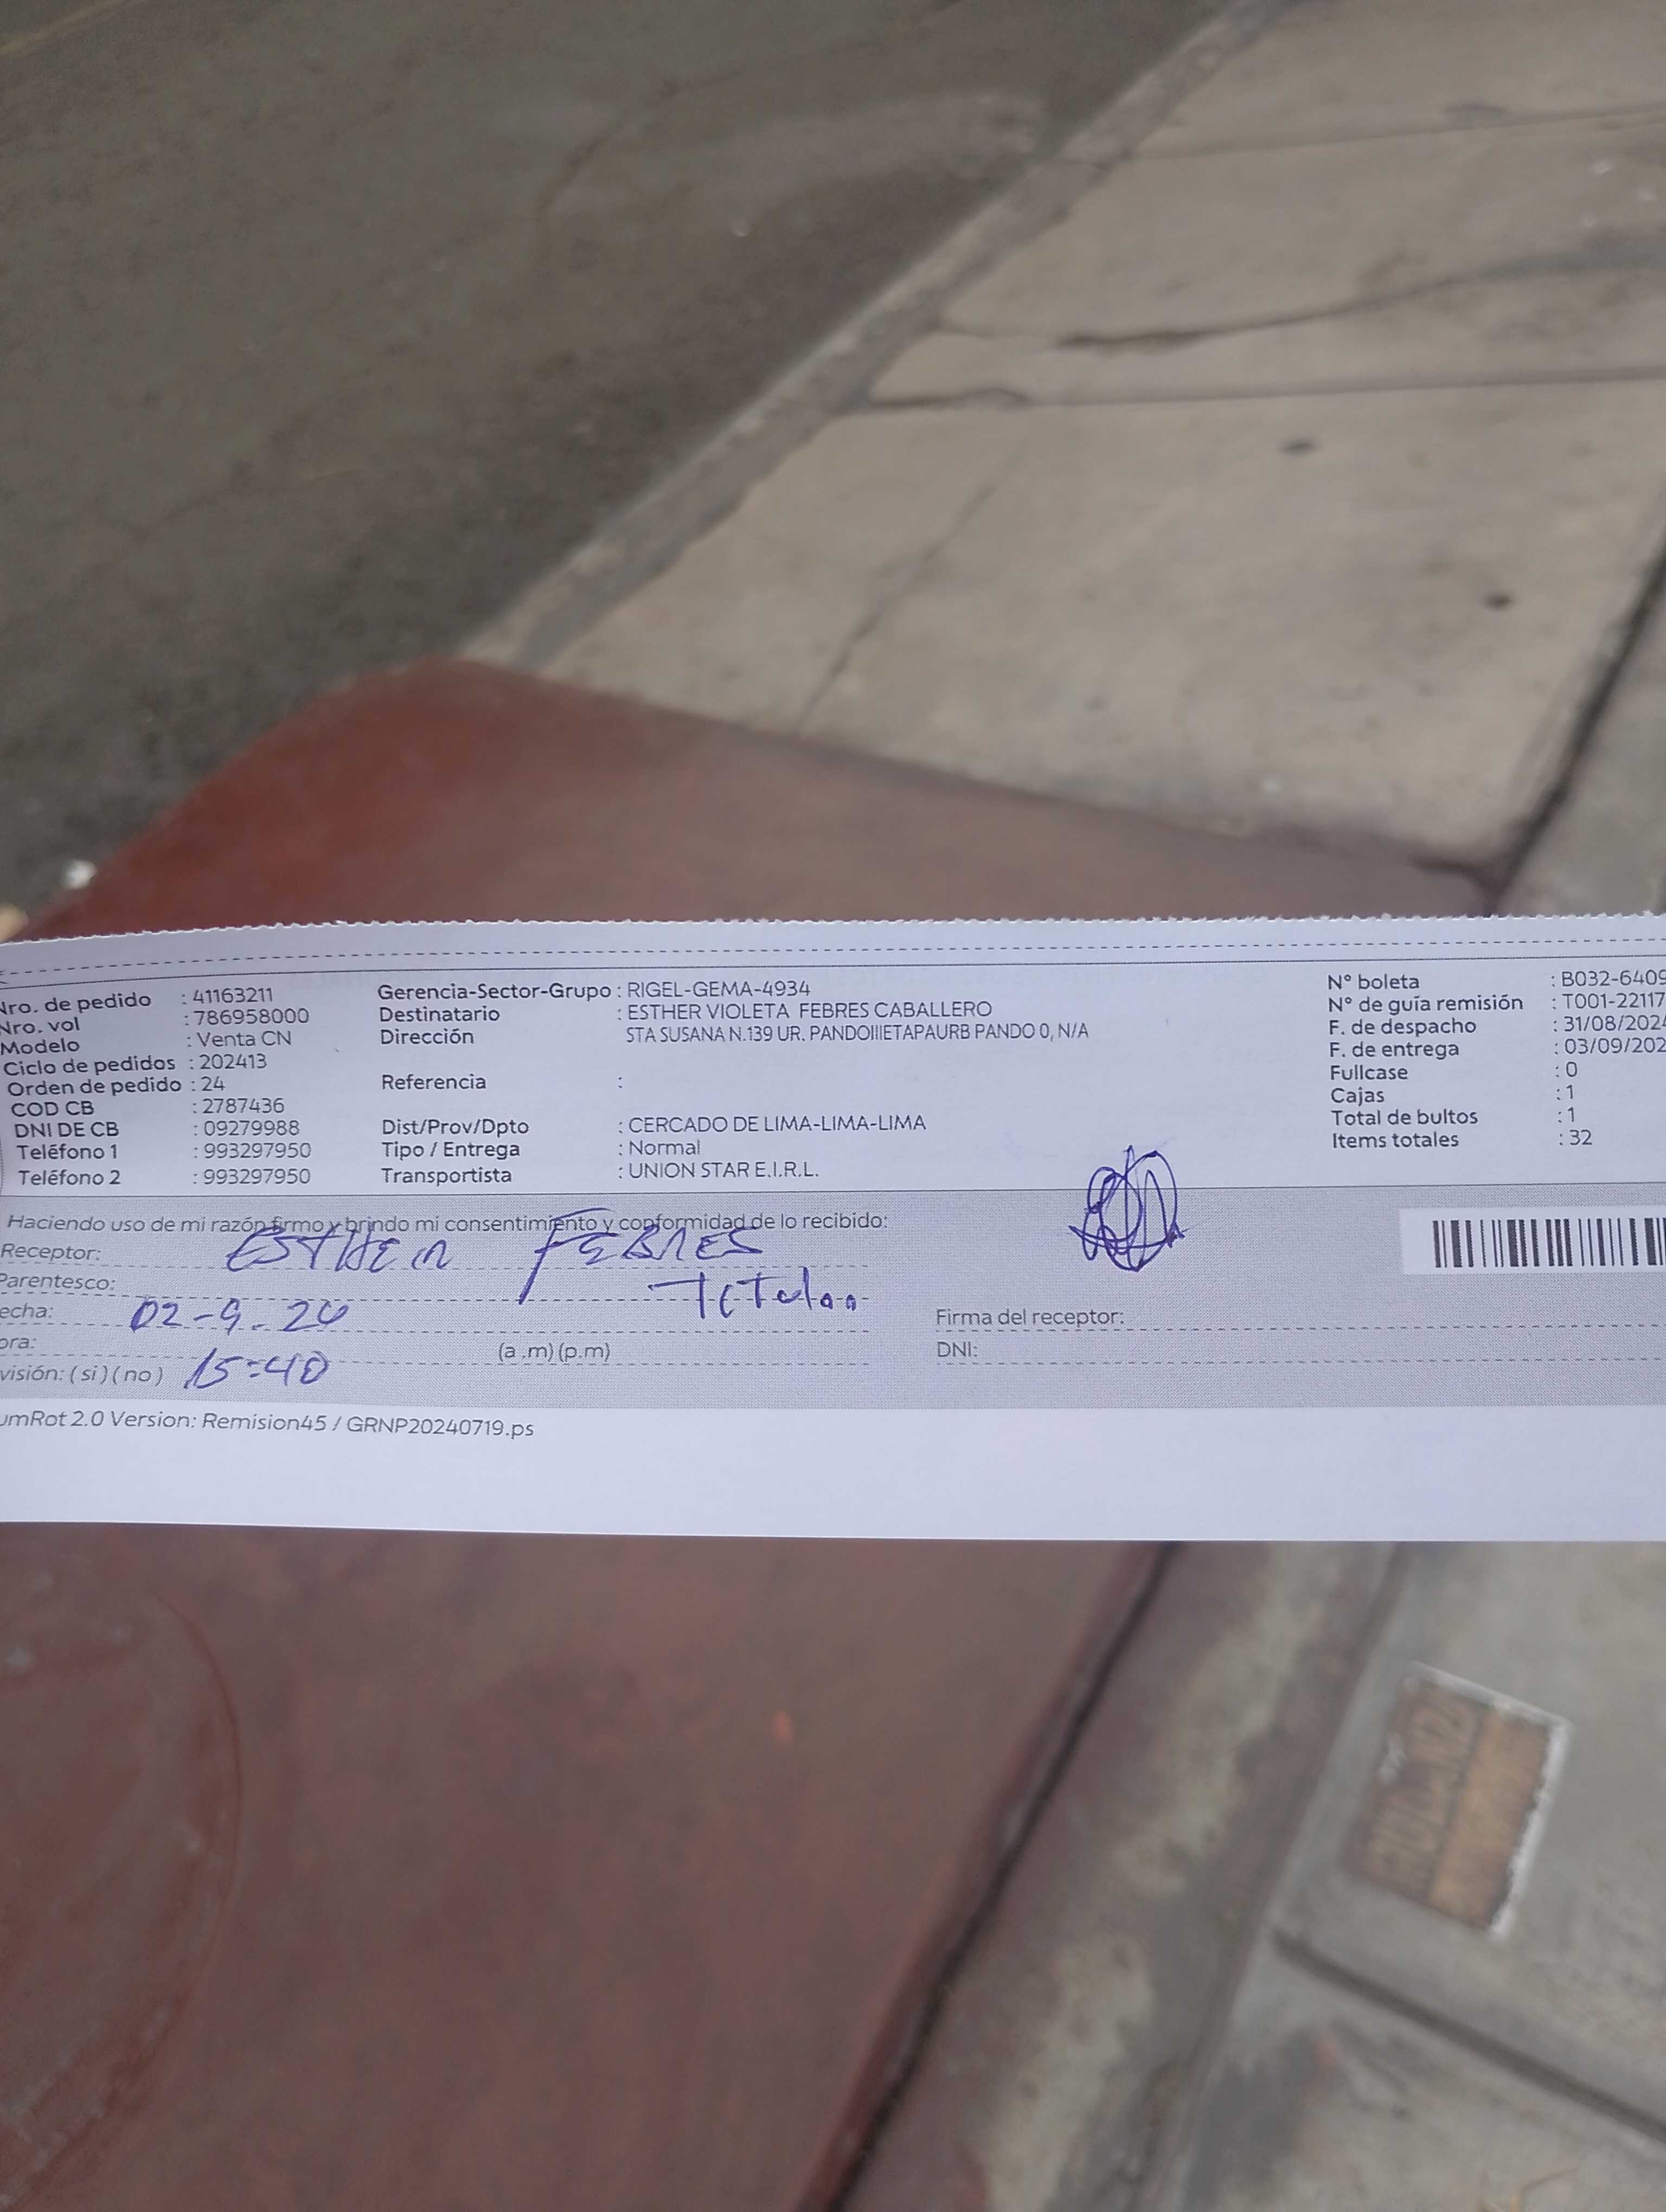 Nro. de pedido : 41163211
Nro. vol : 786958000
Modelo : Venta CN
Ciclo de pedidos : 202413
Orden de pedido : 24
COD CB : 2787436
DNI DE CB : 09279988
Teléfono 1 : 993297950
Teléfono 2 : 993297950
Gerencia-Sector-Grupo : RIGEL-GEMA-4934
Destinatario : ESTHER VIOLETA FEBRES CABALLERO
Dirección STA SUSANA N.139 UR. PANDOIIIETAPAURB PANDO 0, N/A
Referencia :
Dist/Prov/Dpto : CERCADO DE LIMA-LIMA-LIMA
Tipo / Entrega : Normal
Transportista : UNION STAR E.I.R.L.
N° boleta : B032-6409
N° de guía remisión : T001-22117
F. de despacho : 31/08/2024
F. de entrega : 03/09/202
Fullcase : 0
Cajas : 1
Total de bultos : 1
Items totales : 32
Haciendo uso de mi razón firmo y brindo mi consentimiento y conformidad de lo recibido:
Receptor: ESTHER FEBRES
Parentesco: TiTular
echa: 02-9-24
ora: (a .m) (p.m)
visión: ( si ) ( no ) 15:40
Firma del receptor:
DNI:
umRot 2.0 Version: Remision45 / GRNP20240719.ps